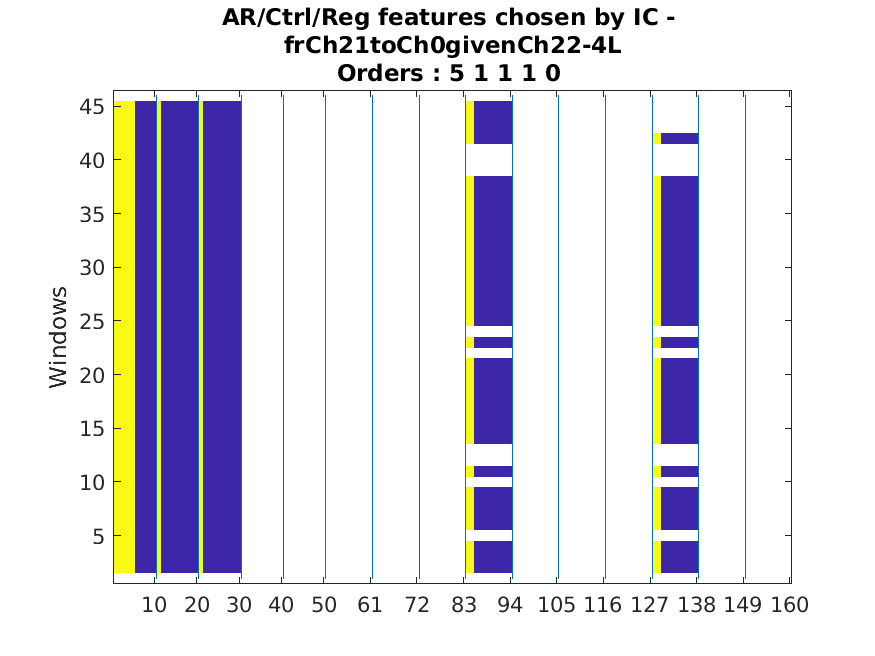 AR/Ctrl/Reg features chosen by IC -
frCh21toCh0givenCh22-4L
Orders : 5 1 1 1 0
45
40
35
30
25
20
15
10
5
Windows
10 20 30 40 50 61 72 83 94 105 116 127 138 149 160